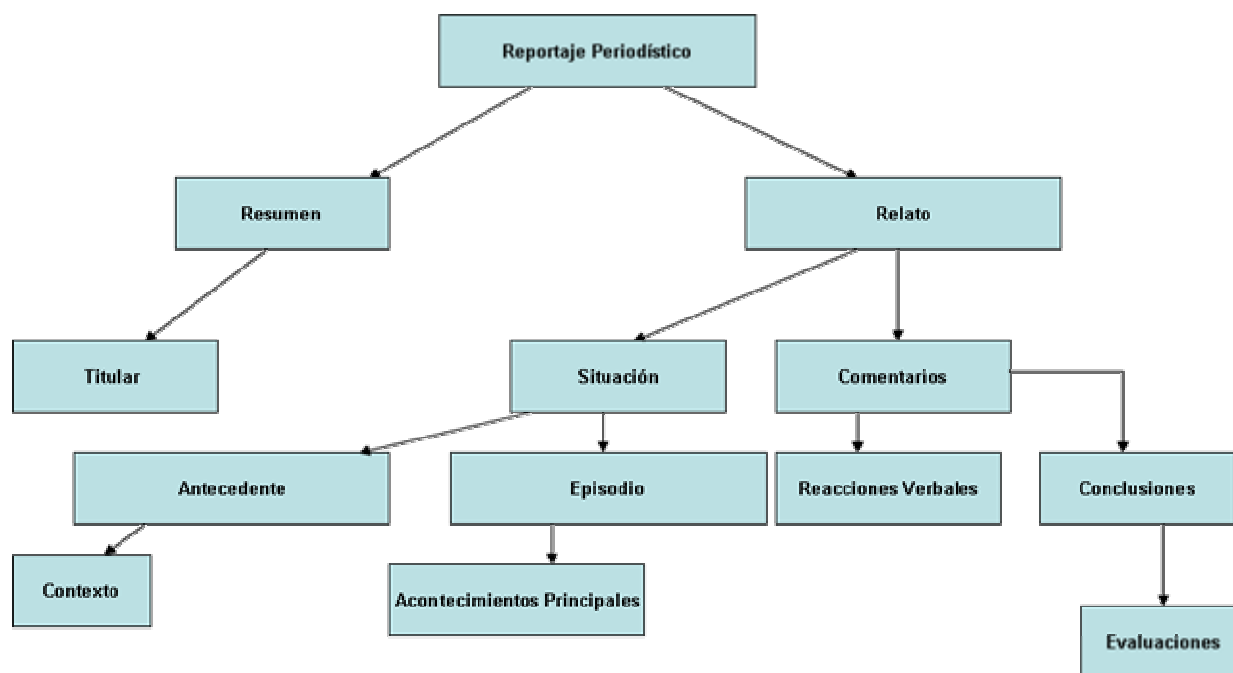 Reportaje Periodístico
Resumen
Relato
Titular
Situación
Comentarios
Antecedente
Episodio
Reacciones Verbales
Conclusiones
Contexto
Acontecimientos Principales
Evaluaciones